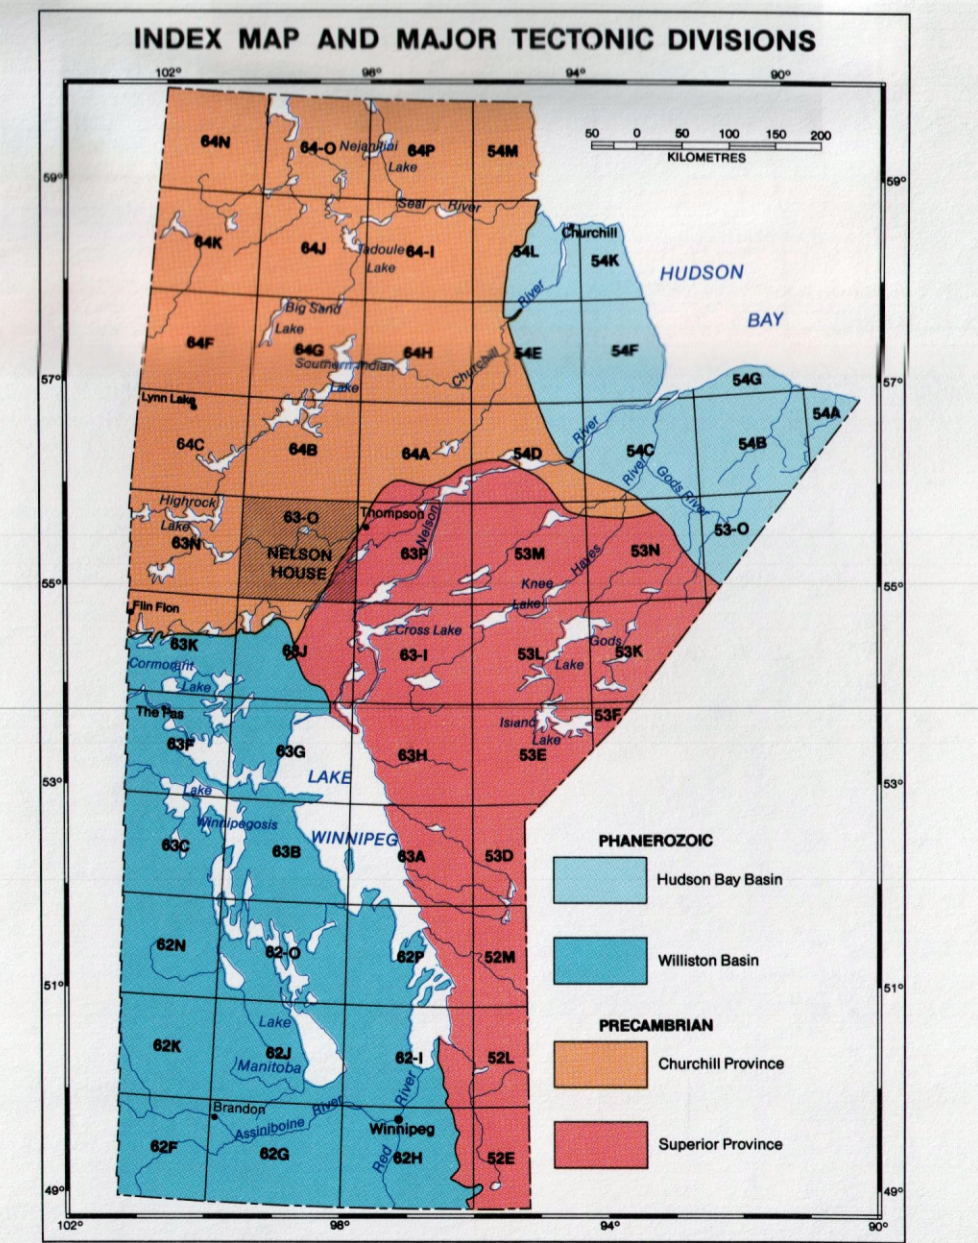 INDEX MAP AND MAJOR TECTONIC DIVISIONS
102° 98° 94° 90°
50 0 50 100 150 200
KILOMETRES
64N 64-O Nejanilini 64P 54M
Lake
59° 59°
Seal River
Churchill
64K 64J Tadoule 64-I 54L 54K
Lake
HUDSON
River
Big Sand
BAY
Lake
64F 64G 64H 54E 54F
Southern Indian
Churchill
Lake
57° 57°
54G
Lynn Lake
54A
River
64C 64B 64A 54D 54C 54B
River
Gods River
Highrock
Lake
63-O Thompson
Nelson
53-O
63N NELSON 63P 53M Hayes 53N
HOUSE
Knee
55° 55°
Lake
Flin Flon
Cross Lake
Gods
63K 63J 63-I 53L 53K
Cormorant
Lake
Lake
The Pas
Island
53F
63F 63G 63H 53E
Lake
LAKE
53° 53°
Lake
Winnipegosis
WINNIPEG
63C 63B 63A 53D
PHANEROZOIC
Hudson Bay Basin
62N 62-O 62P 52M
Williston Basin
51° 51°
Lake
PRECAMBRIAN
62K 62J 62-I 52L
Manitoba
Churchill Province
River
Brandon
River
Assiniboine
Winnipeg
62F 62G Red 62H 52E
Superior Province
49° 49°
102° 98° 94° 90°